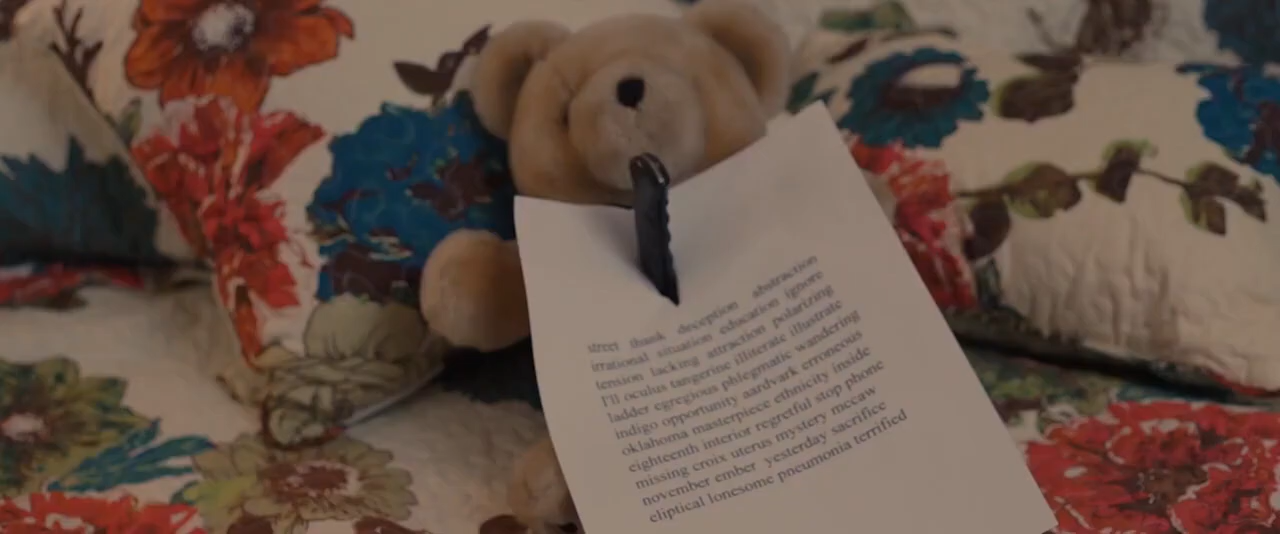 street thank deception abstraction
irrational situation education ignore
tension lacking attraction polarizing
I'll oculus tangerine illiterate illustrate
ladder egregious phlegmatic wandering
indigo opportunity aardvark erroneous
oklahoma masterpiece ethnicity inside
eighteenth interior regretful stop phone
missing croix uterus mystery mccaw
november ember yesterday sacrifice
eliptical lonesome pneumonia terrified